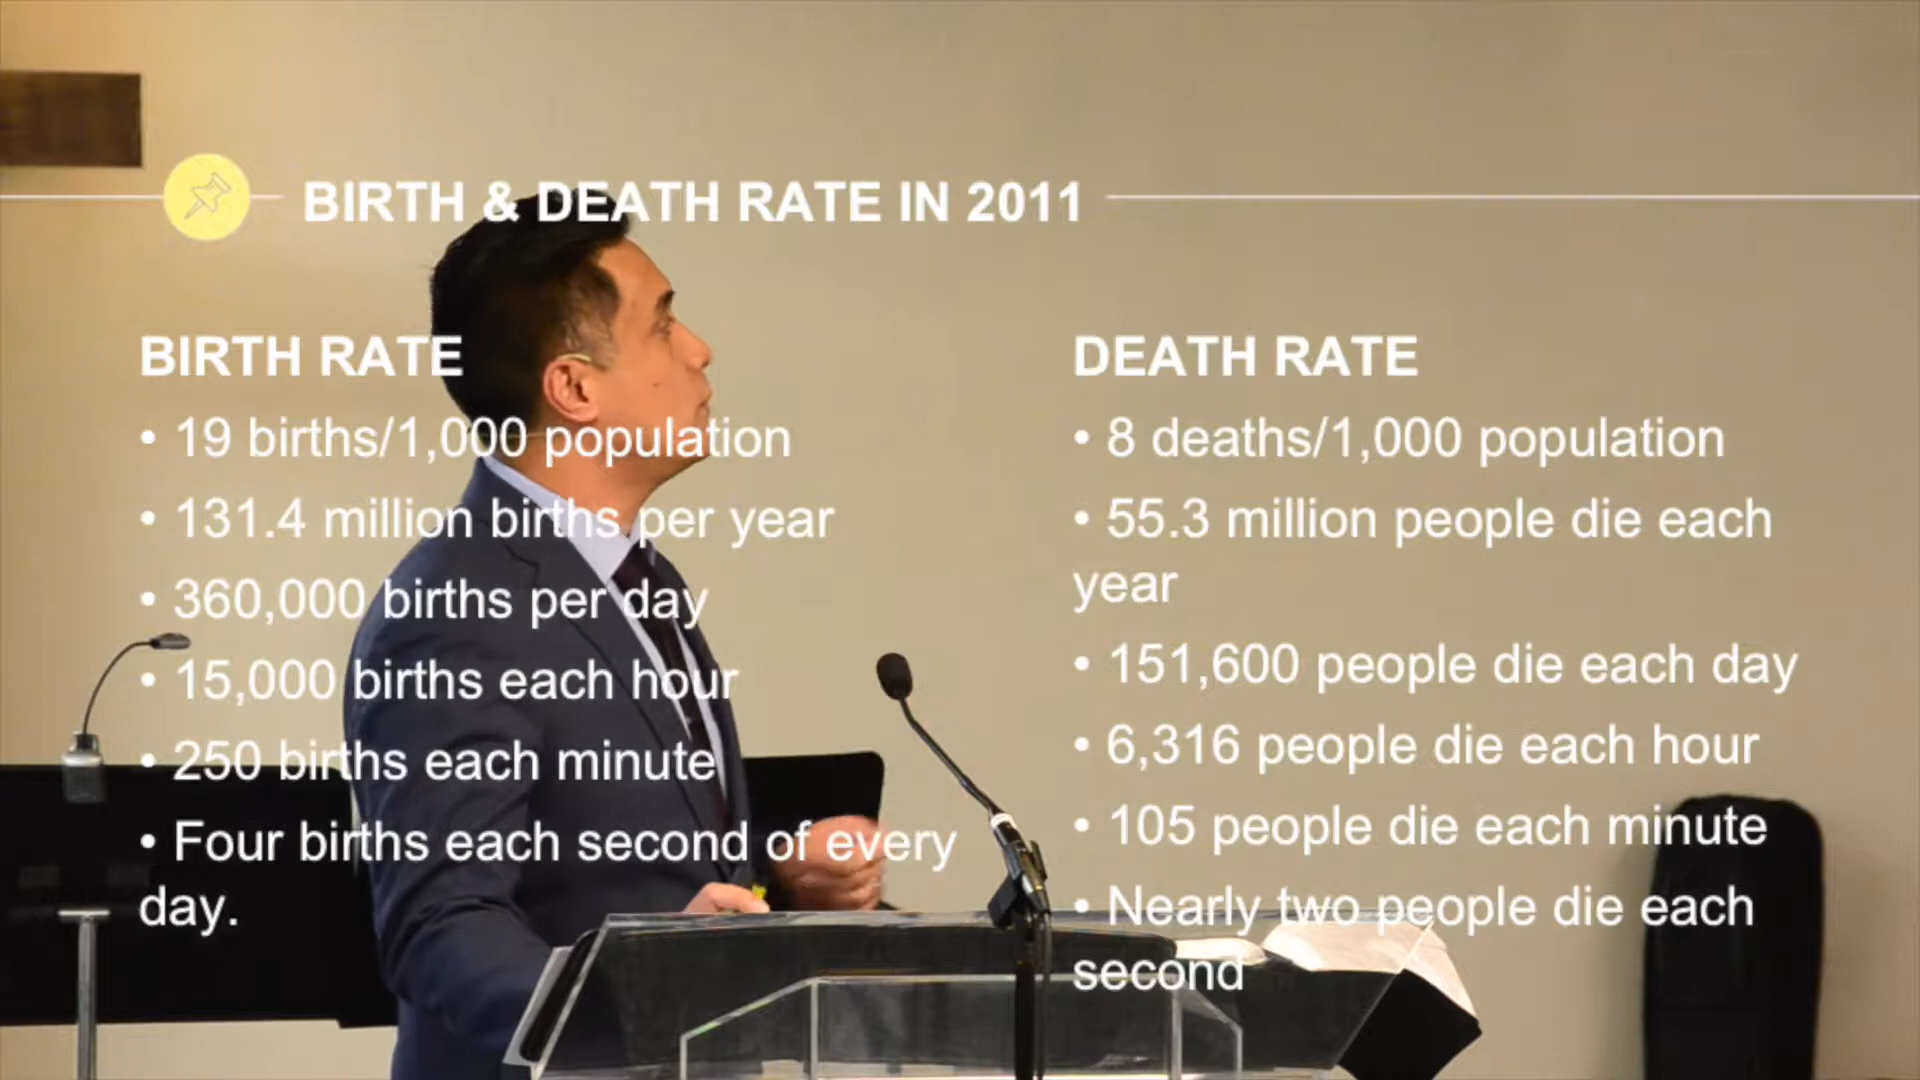 BIRTH & DEATH RATE IN 2011
BIRTH RATE
• 19 births/1,000 population
• 131.4 million births per year
• 360,000 births per day
• 15,000 births each hour
• 250 births each minute
• Four births each second of every
day.
DEATH RATE
• 8 deaths/1,000 population
• 55.3 million people die each
year
• 151,600 people die each day
• 6,316 people die each hour
• 105 people die each minute
• Nearly two people die each
second